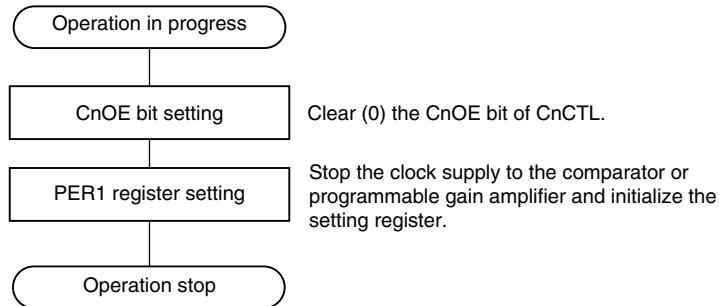 Operation in progress
CnOE bit setting
Clear (0) the CnOE bit of CnCTL.
PER1 register setting
Stop the clock supply to the comparator or
programmable gain amplifier and initialize the
setting register.
Operation stop